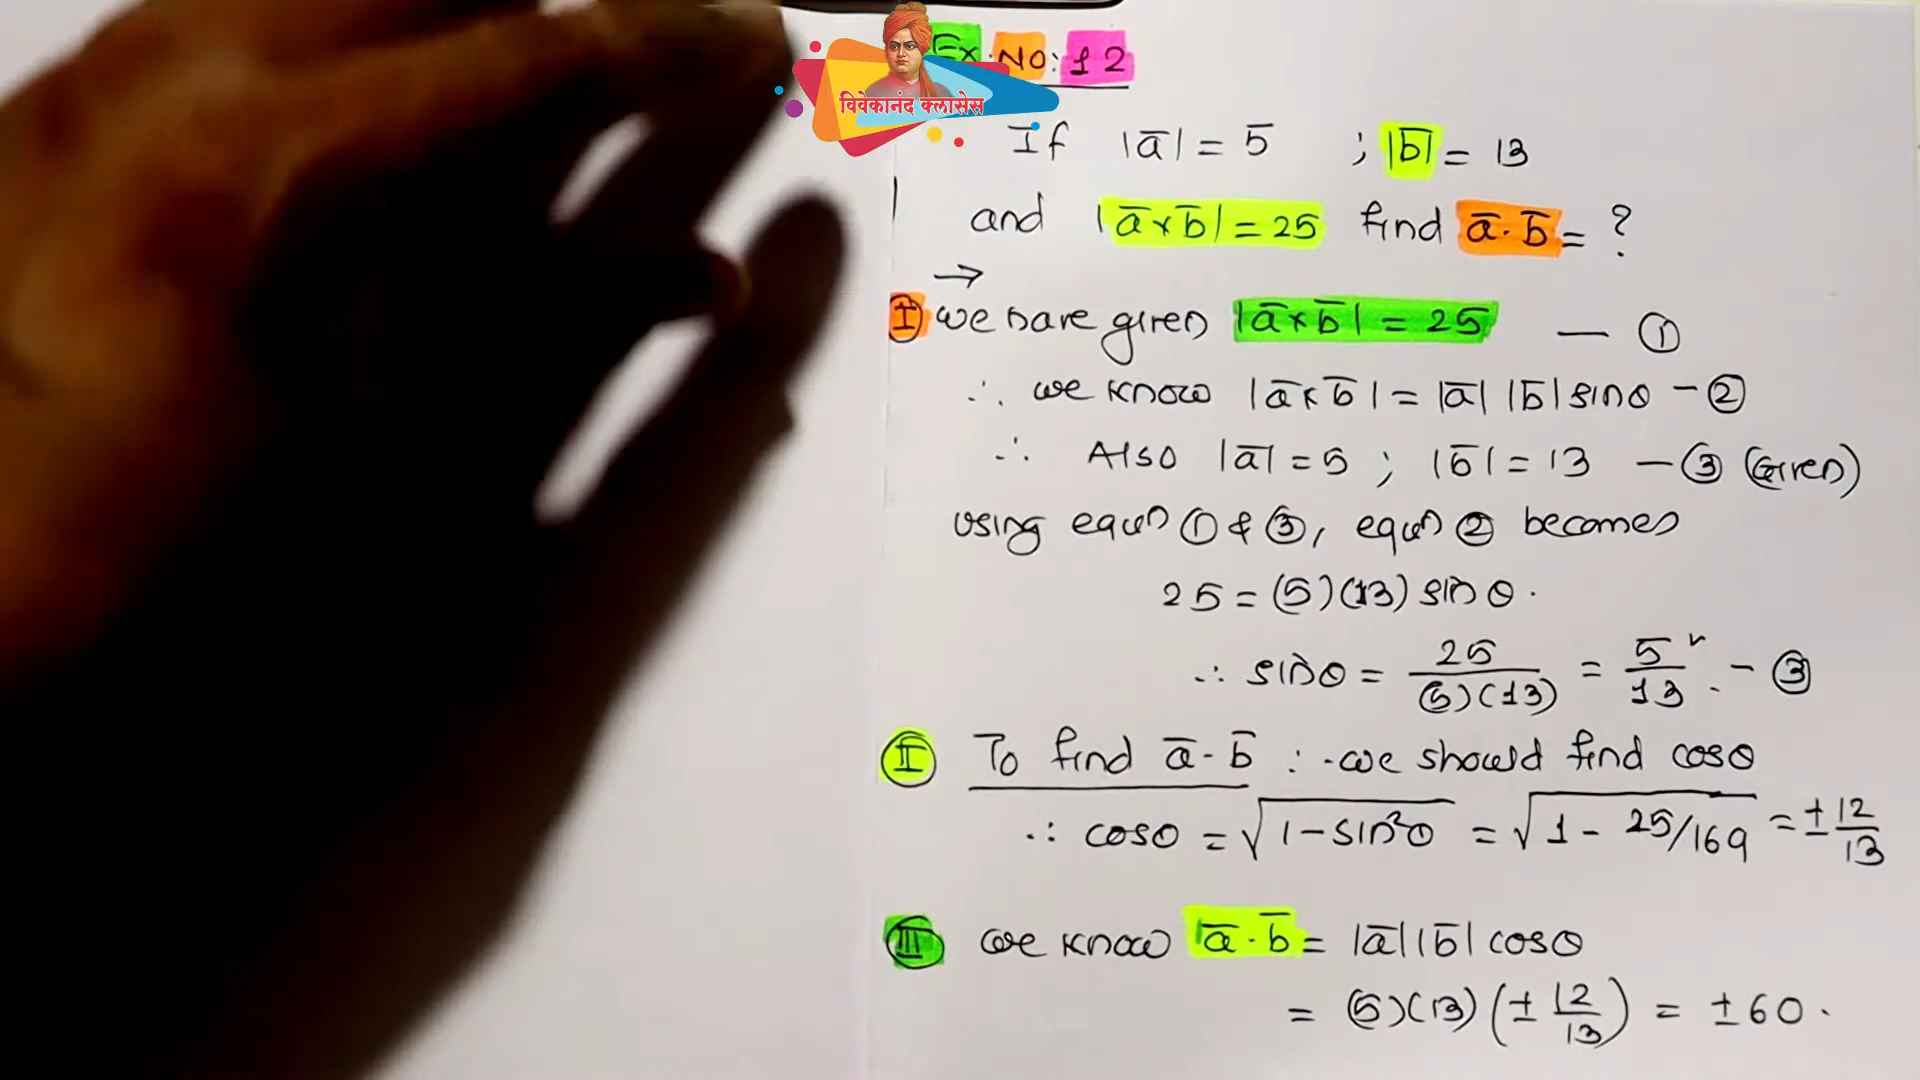 Ex. NO: 12
विवेकानंद क्लासेस
If |a̅| = 5 ; |b̅| = 13
and |a̅ × b̅| = 25 find a̅ · b̅ = ?
→
(I) we have given |a̅ × b̅| = 25 — ①
∴ we know |a̅ × b̅| = |a̅| |b̅| sinθ — ②
∴ Also |a̅| = 5 ; |b̅| = 13 — ③ (Given)
using equn ① & ③, equn ② becomes
25 = (5)(13) sinθ.
∴ sinθ = 25/(5)(13) = 5/13. — ③
(II) To find a̅ · b̅ : - we should find cosθ
∴ cosθ = √(1 - sin²θ) = √(1 - 25/169) = ± 12/13
(III) we know a̅ · b̅ = |a̅| |b̅| cosθ
= (5)(13) (± 12/13) = ± 60.